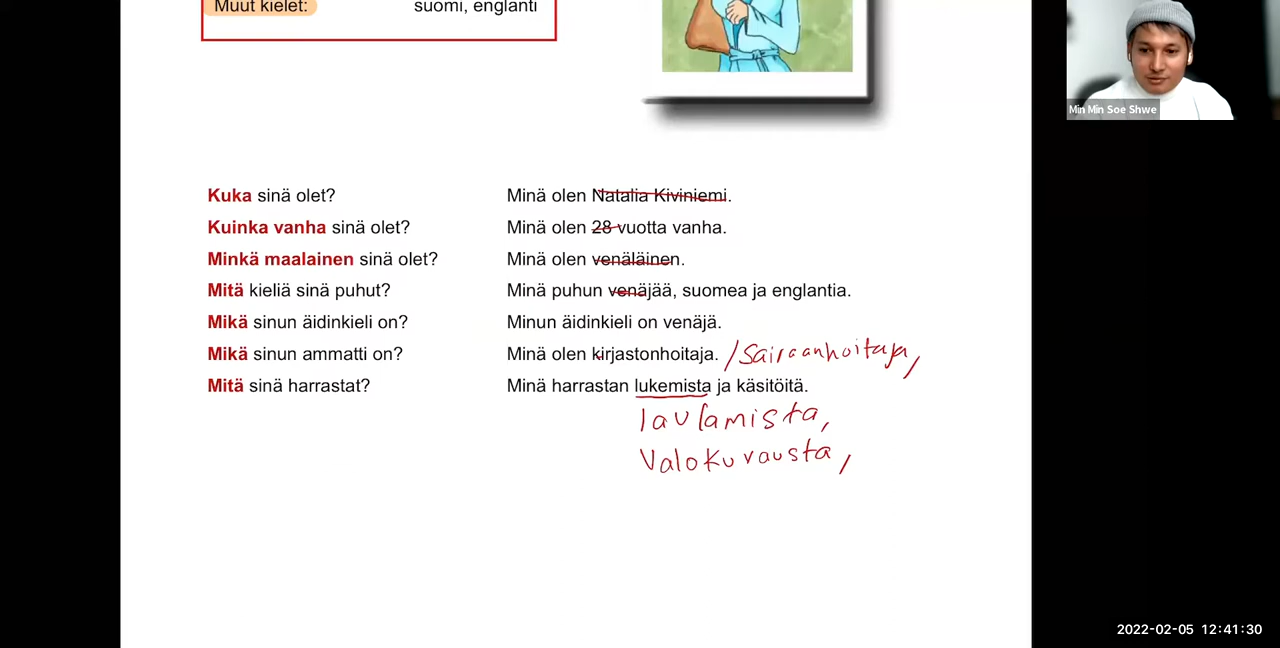 Muut kielet: suomi, englanti
Min Min Soe Shwe
Kuka sinä olet? Minä olen Natalia Kiviniemi.
Kuinka vanha sinä olet? Minä olen 28 vuotta vanha.
Minkä maalainen sinä olet? Minä olen venäläinen.
Mitä kieliä sinä puhut? Minä puhun venäjää, suomea ja englantia.
Mikä sinun äidinkieli on? Minun äidinkieli on venäjä.
Mikä sinun ammatti on? Minä olen kirjastonhoitaja. /Sairaanhoitaja,
Mitä sinä harrastat? Minä harrastan lukemista ja käsitöitä.
laulamista,
Valokuvausta,
2022-02-05 12:41:30